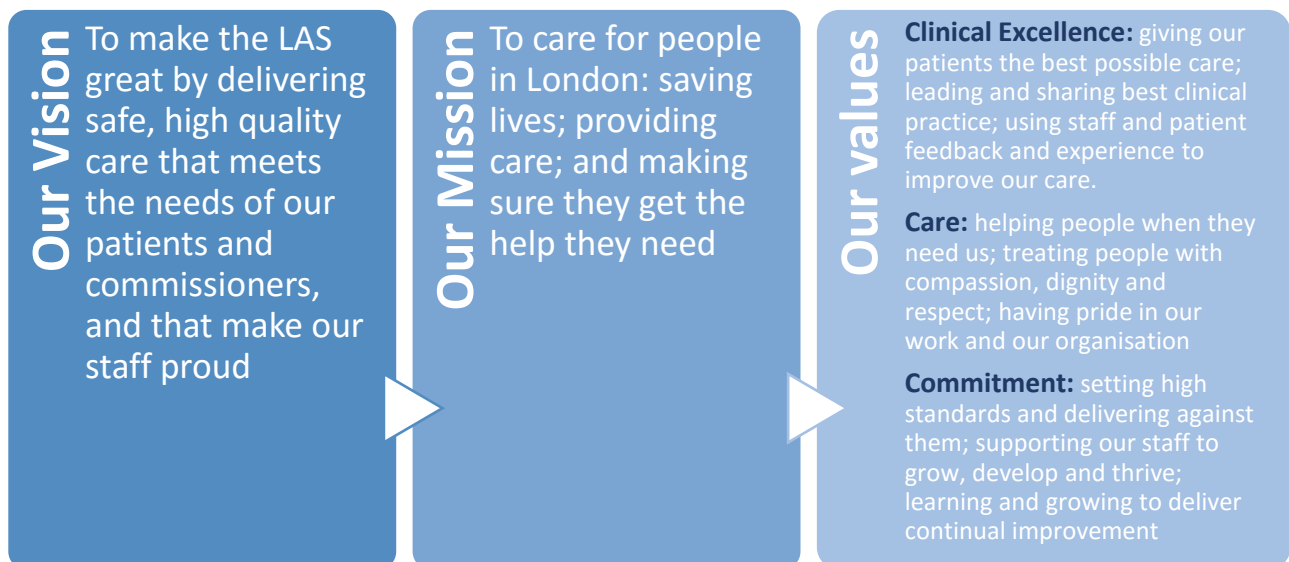 Our Vision
To make the LAS
great by delivering
safe, high quality
care that meets
the needs of our
patients and
commissioners,
and that make our
staff proud
Our Mission
To care for people
in London: saving
lives; providing
care; and making
sure they get the
help they need
Our values
Clinical Excellence: giving our
patients the best possible care;
leading and sharing best clinical
practice; using staff and patient
feedback and experience to
improve our care.
Care: helping people when they
need us; treating people with
compassion, dignity and
respect; having pride in our
work and our organisation
Commitment: setting high
standards and delivering against
them; supporting our staff to
grow, develop and thrive;
learning and growing to deliver
continual improvement